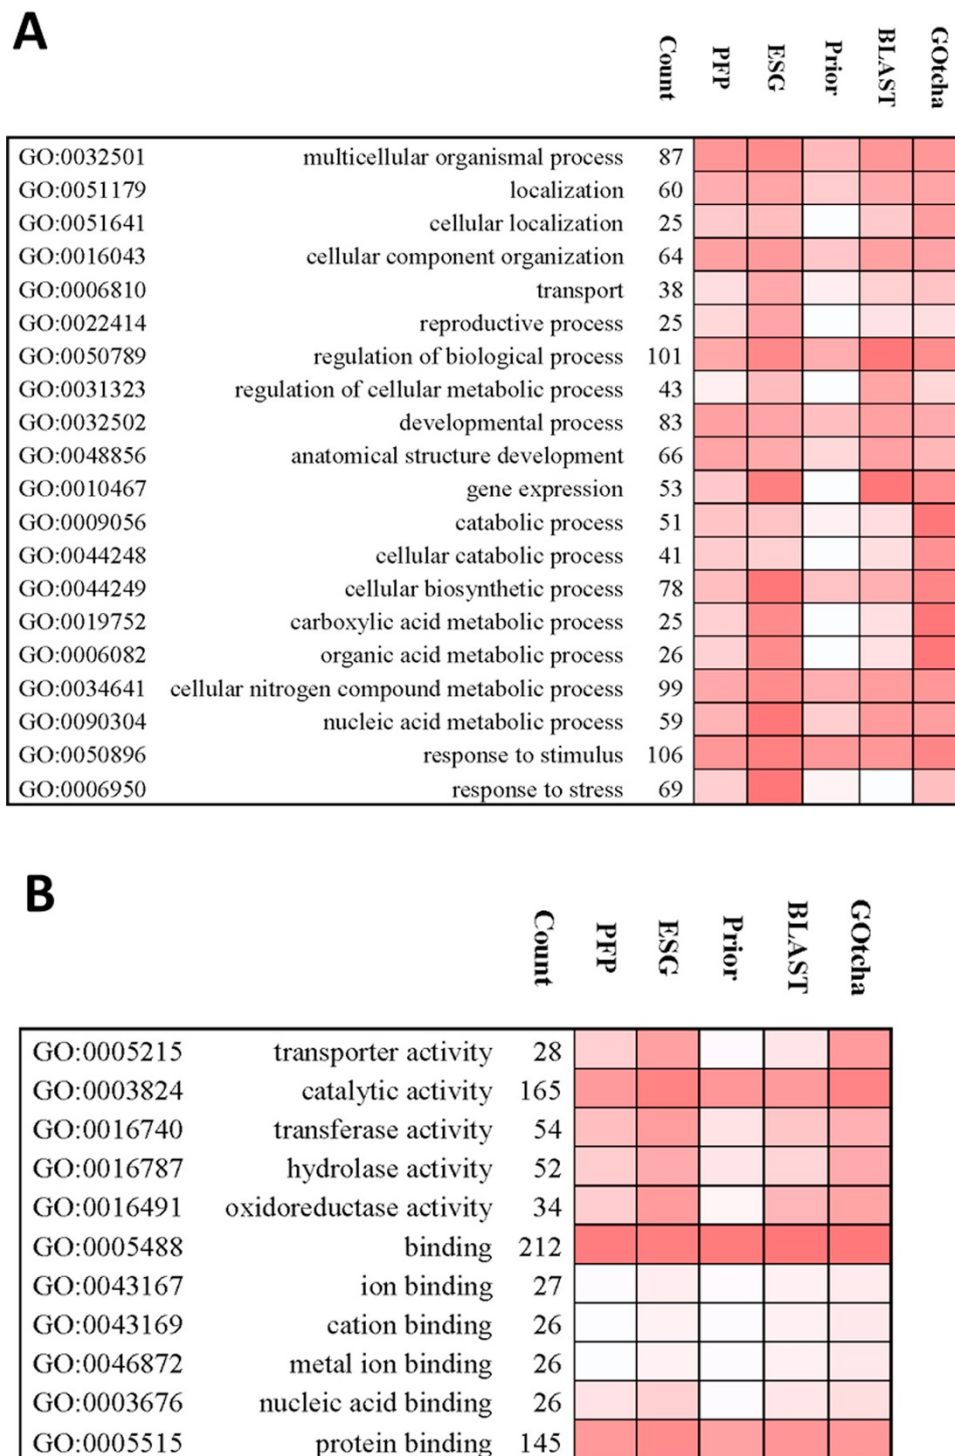 A
Count PFP ESG Prior BLAST GOtcha
GO:0032501 multicellular organismal process 87
GO:0051179 localization 60
GO:0051641 cellular localization 25
GO:0016043 cellular component organization 64
GO:0006810 transport 38
GO:0022414 reproductive process 25
GO:0050789 regulation of biological process 101
GO:0031323 regulation of cellular metabolic process 43
GO:0032502 developmental process 83
GO:0048856 anatomical structure development 66
GO:0010467 gene expression 53
GO:0009056 catabolic process 51
GO:0044248 cellular catabolic process 41
GO:0044249 cellular biosynthetic process 78
GO:0019752 carboxylic acid metabolic process 25
GO:0006082 organic acid metabolic process 26
GO:0034641 cellular nitrogen compound metabolic process 99
GO:0090304 nucleic acid metabolic process 59
GO:0050896 response to stimulus 106
GO:0006950 response to stress 69
B
Count PFP ESG Prior BLAST GOtcha
GO:0005215 transporter activity 28
GO:0003824 catalytic activity 165
GO:0016740 transferase activity 54
GO:0016787 hydrolase activity 52
GO:0016491 oxidoreductase activity 34
GO:0005488 binding 212
GO:0043167 ion binding 27
GO:0043169 cation binding 26
GO:0046872 metal ion binding 26
GO:0003676 nucleic acid binding 26
GO:0005515 protein binding 145